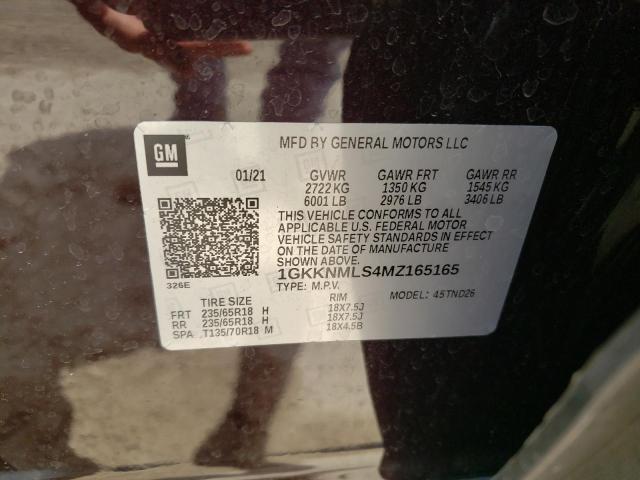 GM
MFD BY GENERAL MOTORS LLC
01/21 GVWR GAWR FRT GAWR RR
2722 KG 1350 KG 1545 KG
6001 LB 2976 LB 3406 LB
THIS VEHICLE CONFORMS TO ALL
APPLICABLE U.S. FEDERAL MOTOR
VEHICLE SAFETY STANDARDS IN EFFECT
ON THE DATE OF MANUFACTURE
SHOWN ABOVE.
1GKKNMLS4MZ165165
326E
TYPE: M.P.V. MODEL: 45TND26
TIRE SIZE RIM
FRT 235/65R18 H 18X7.5J
RR 235/65R18 H 18X7.5J
SPA T135/70R18 M 18X4.5B